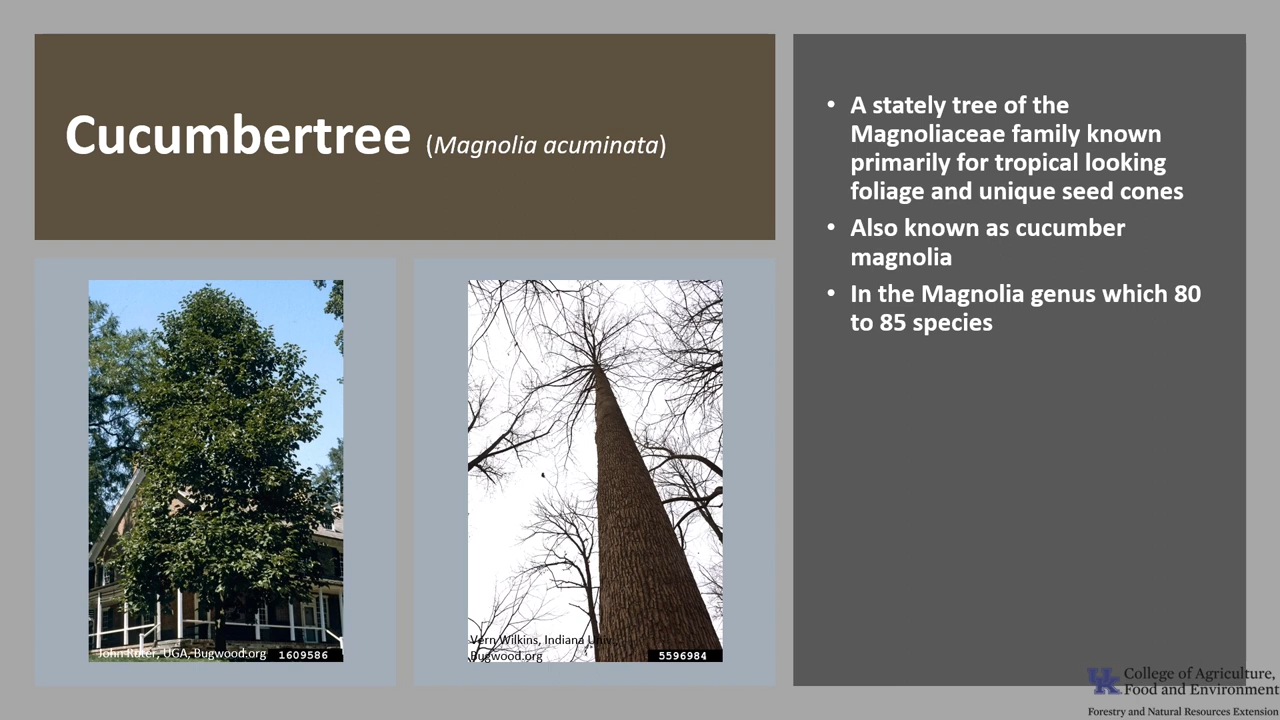 Cucumbertree (Magnolia acuminata)
• A stately tree of the
Magnoliaceae family known
primarily for tropical looking
foliage and unique seed cones
• Also known as cucumber
magnolia
• In the Magnolia genus which 80
to 85 species
John Ruter, UGA, Bugwood.org 1609586
Vern Wilkins, Indiana Univ.,
Bugwood.org 5596984
UK College of Agriculture,
Food and Environment
Forestry and Natural Resources Extension